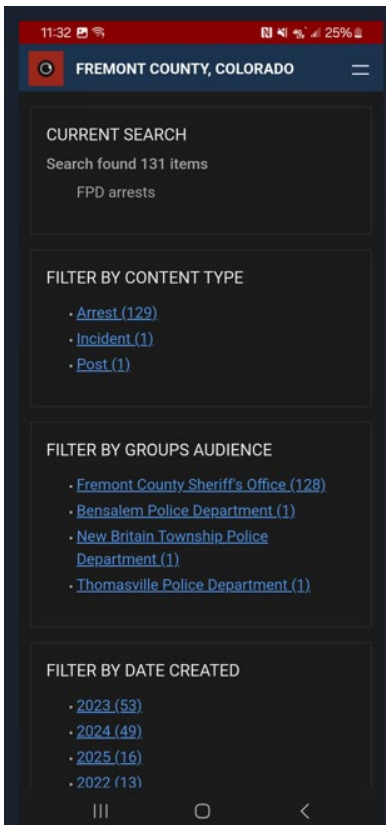 11:32 25%
FREMONT COUNTY, COLORADO
CURRENT SEARCH
Search found 131 items
FPD arrests
FILTER BY CONTENT TYPE
Arrest (129)
Incident (1)
Post (1)
FILTER BY GROUPS AUDIENCE
Fremont County Sheriff's Office (128)
Bensalem Police Department (1)
New Britain Township Police
Department (1)
Thomasville Police Department (1)
FILTER BY DATE CREATED
2023 (53)
2024 (49)
2025 (16)
2022 (13)